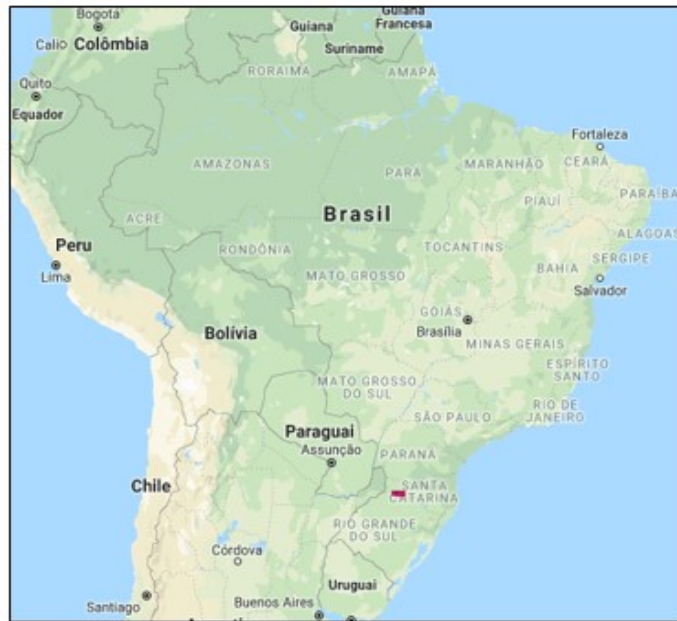 Bogotá
Guiana
Guiana
Francesa
Cali
Colômbia
Suriname
RORAIMA
AMAPÁ
Quito
Equador
Fortaleza
AMAZONAS
PARÁ
MARANHÃO
CEARÁ
PARAÍBA
PIAUÍ
ACRE
Brasil
ALAGOAS
Peru
RONDÔNIA
TOCANTINS
SERGIPE
Lima
MATO GROSSO
BAHIA
Salvador
GOIÁS
Bolívia
Brasília
MINAS GERAIS
ESPÍRITO
SANTO
MATO GROSSO
DO SUL
RIO DE
JANEIRO
SÃO PAULO
Paraguai
Assunção
PARANÁ
Chile
SANTA
CATARINA
RIO GRANDE
DO SUL
Córdova
Uruguai
Santiago
Buenos Aires